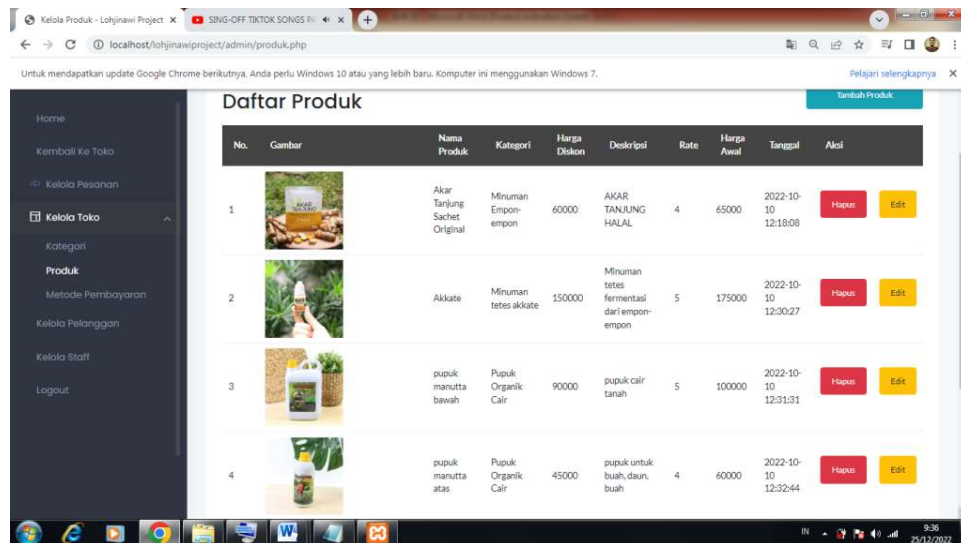 Kelola Produk - Lohjinawi Project
SING-OFF TIKTOK SONGS PA
localhost/lohjinawiproject/admin/produk.php
Untuk mendapatkan update Google Chrome berikutnya, Anda perlu Windows 10 atau yang lebih baru. Komputer ini menggunakan Windows 7.
Pelajari selengkapnya
Home
Kembali Ke Toko
Kelola Pesanan
Kelola Toko
Kategori
Produk
Metode Pembayaran
Kelola Pelanggan
Kelola Staff
Logout
Daftar Produk
Tambah Produk
No. Gambar Nama Produk Kategori Harga Diskon Deskripsi Rate Harga Awal Tanggal Aksi
1
AKAR
TANJUNG
Akar
Tanjung
Sachet
Original
Minuman
Empon-
empon
60000
AKAR
TANJUNG
HALAL
4
65000
2022-10-
10
12:18:08
Hapus
Edit
2
Akkate
Minuman
tetes akkate
150000
Minuman
tetes
fermentasi
dari empon-
empon
5
175000
2022-10-
10
12:30:27
Hapus
Edit
3
pupuk
manutta
bawah
Pupuk
Organik
Cair
90000
pupuk cair
tanah
5
100000
2022-10-
10
12:31:31
Hapus
Edit
4
pupuk
manutta
atas
Pupuk
Organik
Cair
45000
pupuk untuk
buah, daun,
buah
4
60000
2022-10-
10
12:32:44
Hapus
Edit
IN
9:36
25/12/2022